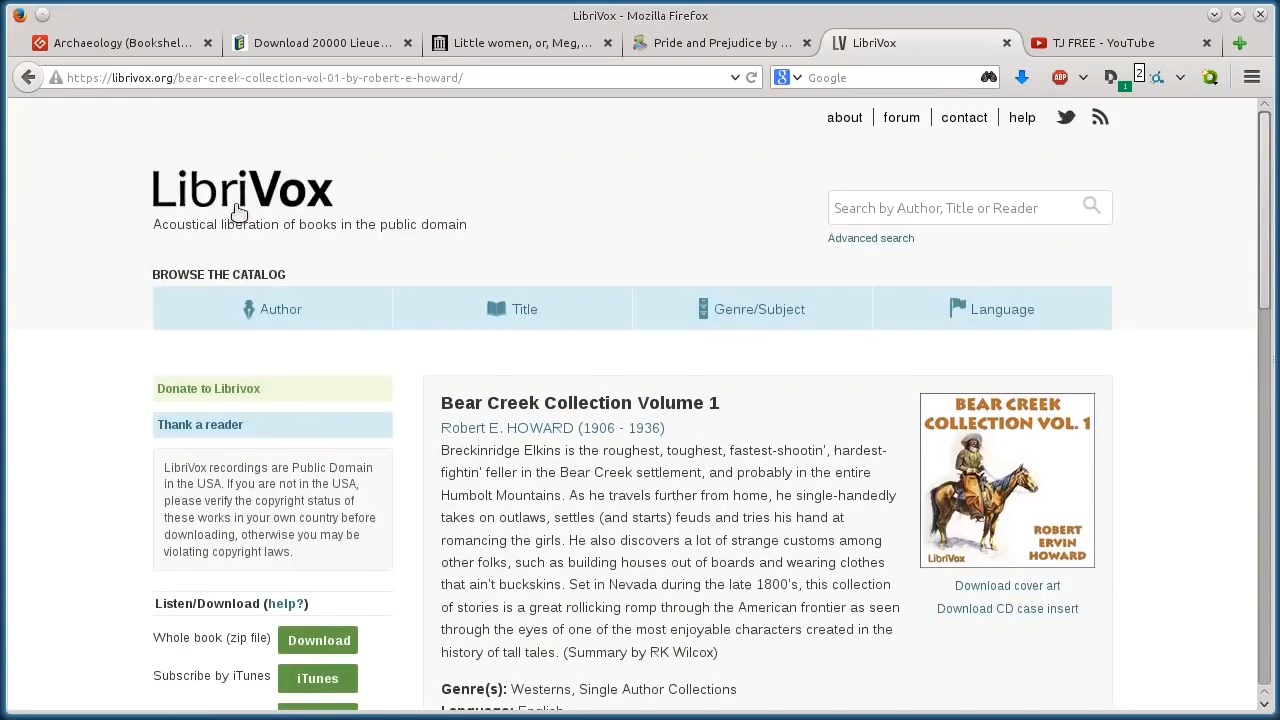 LibriVox - Mozilla Firefox
Archaeology (Bookshel...
Download 20000 Lieue...
Little women, or, Meg,...
Pride and Prejudice by ...
LV LibriVox
TJ FREE - YouTube
https://librivox.org/bear-creek-collection-vol-01-by-robert-e-howard/
8
Google
ABP
D
1
2
about
forum
contact
help
LibriVox
Acoustical liberation of books in the public domain
Search by Author, Title or Reader
Advanced search
BROWSE THE CATALOG
Author
Title
Genre/Subject
Language
Donate to Librivox
Thank a reader
LibriVox recordings are Public Domain
in the USA. If you are not in the USA,
please verify the copyright status of
these works in your own country before
downloading, otherwise you may be
violating copyright laws.
Listen/Download (help?)
Whole book (zip file)
Download
Subscribe by iTunes
iTunes
Bear Creek Collection Volume 1
Robert E. HOWARD (1906 - 1936)
Breckinridge Elkins is the roughest, toughest, fastest-shootin', hardest-
fightin' feller in the Bear Creek settlement, and probably in the entire
Humbolt Mountains. As he travels further from home, he single-handedly
takes on outlaws, settles (and starts) feuds and tries his hand at
romancing the girls. He also discovers a lot of strange customs among
other folks, such as building houses out of boards and wearing clothes
that ain't buckskins. Set in Nevada during the late 1800's, this collection
of stories is a great rollicking romp through the American frontier as seen
through the eyes of one of the most enjoyable characters created in the
history of tall tales. (Summary by RK Wilcox)
Genre(s): Westerns, Single Author Collections
Language: English
BEAR CREEK
COLLECTION VOL. 1
ROBERT
ERVIN
HOWARD
LibriVox
Download cover art
Download CD case insert